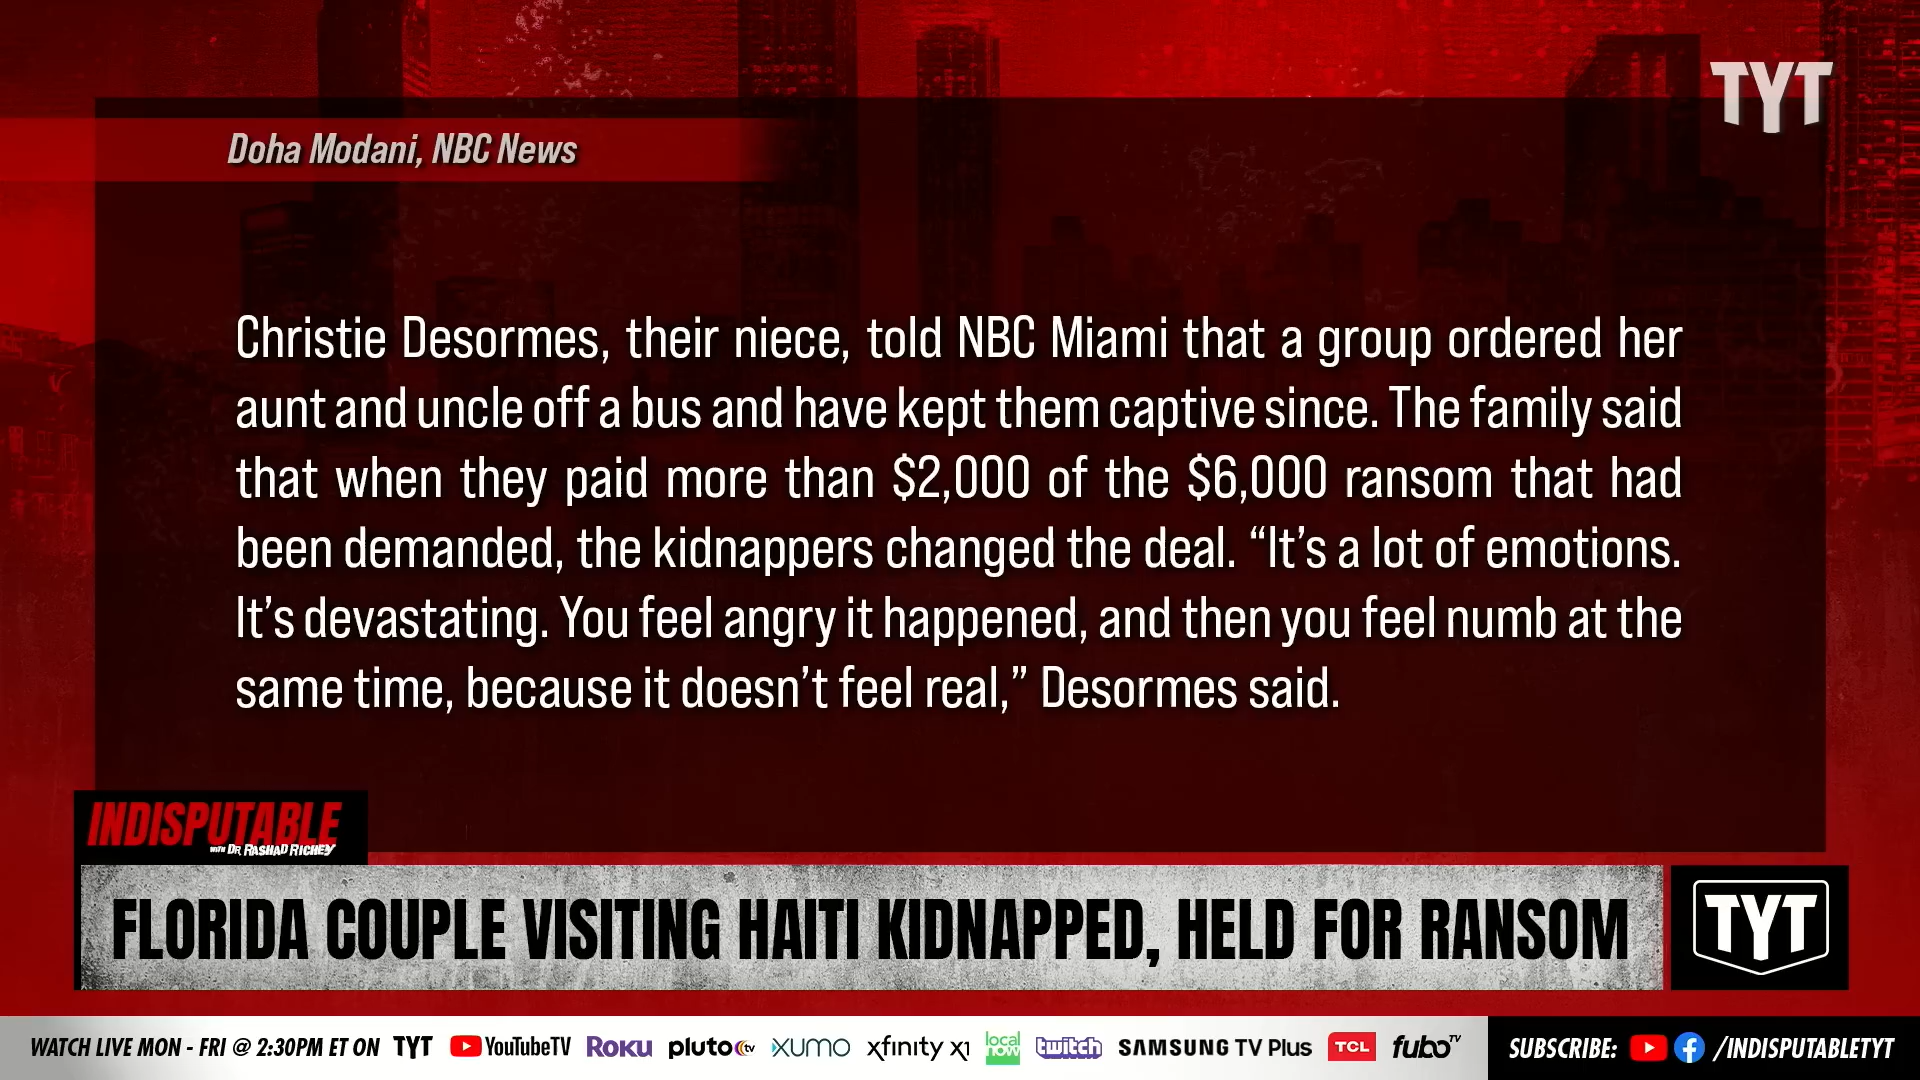 TYT
Doha Modani, NBC News
Christie Desormes, their niece, told NBC Miami that a group ordered her
aunt and uncle off a bus and have kept them captive since. The family said
that when they paid more than $2,000 of the $6,000 ransom that had
been demanded, the kidnappers changed the deal. “It’s a lot of emotions.
It’s devastating. You feel angry it happened, and then you feel numb at the
same time, because it doesn’t feel real,” Desormes said.
INDISPUTABLE
WITH DR RASHAD RICHEY
FLORIDA COUPLE VISITING HAITI KIDNAPPED, HELD FOR RANSOM
TYT
WATCH LIVE MON - FRI @ 2:30PM ET ON TYT YouTubeTV ROKU pluto tv XUMO xfinity x1 local now twitch SAMSUNG TV Plus TCL fubo TV SUBSCRIBE: /INDISPUTABLETYT